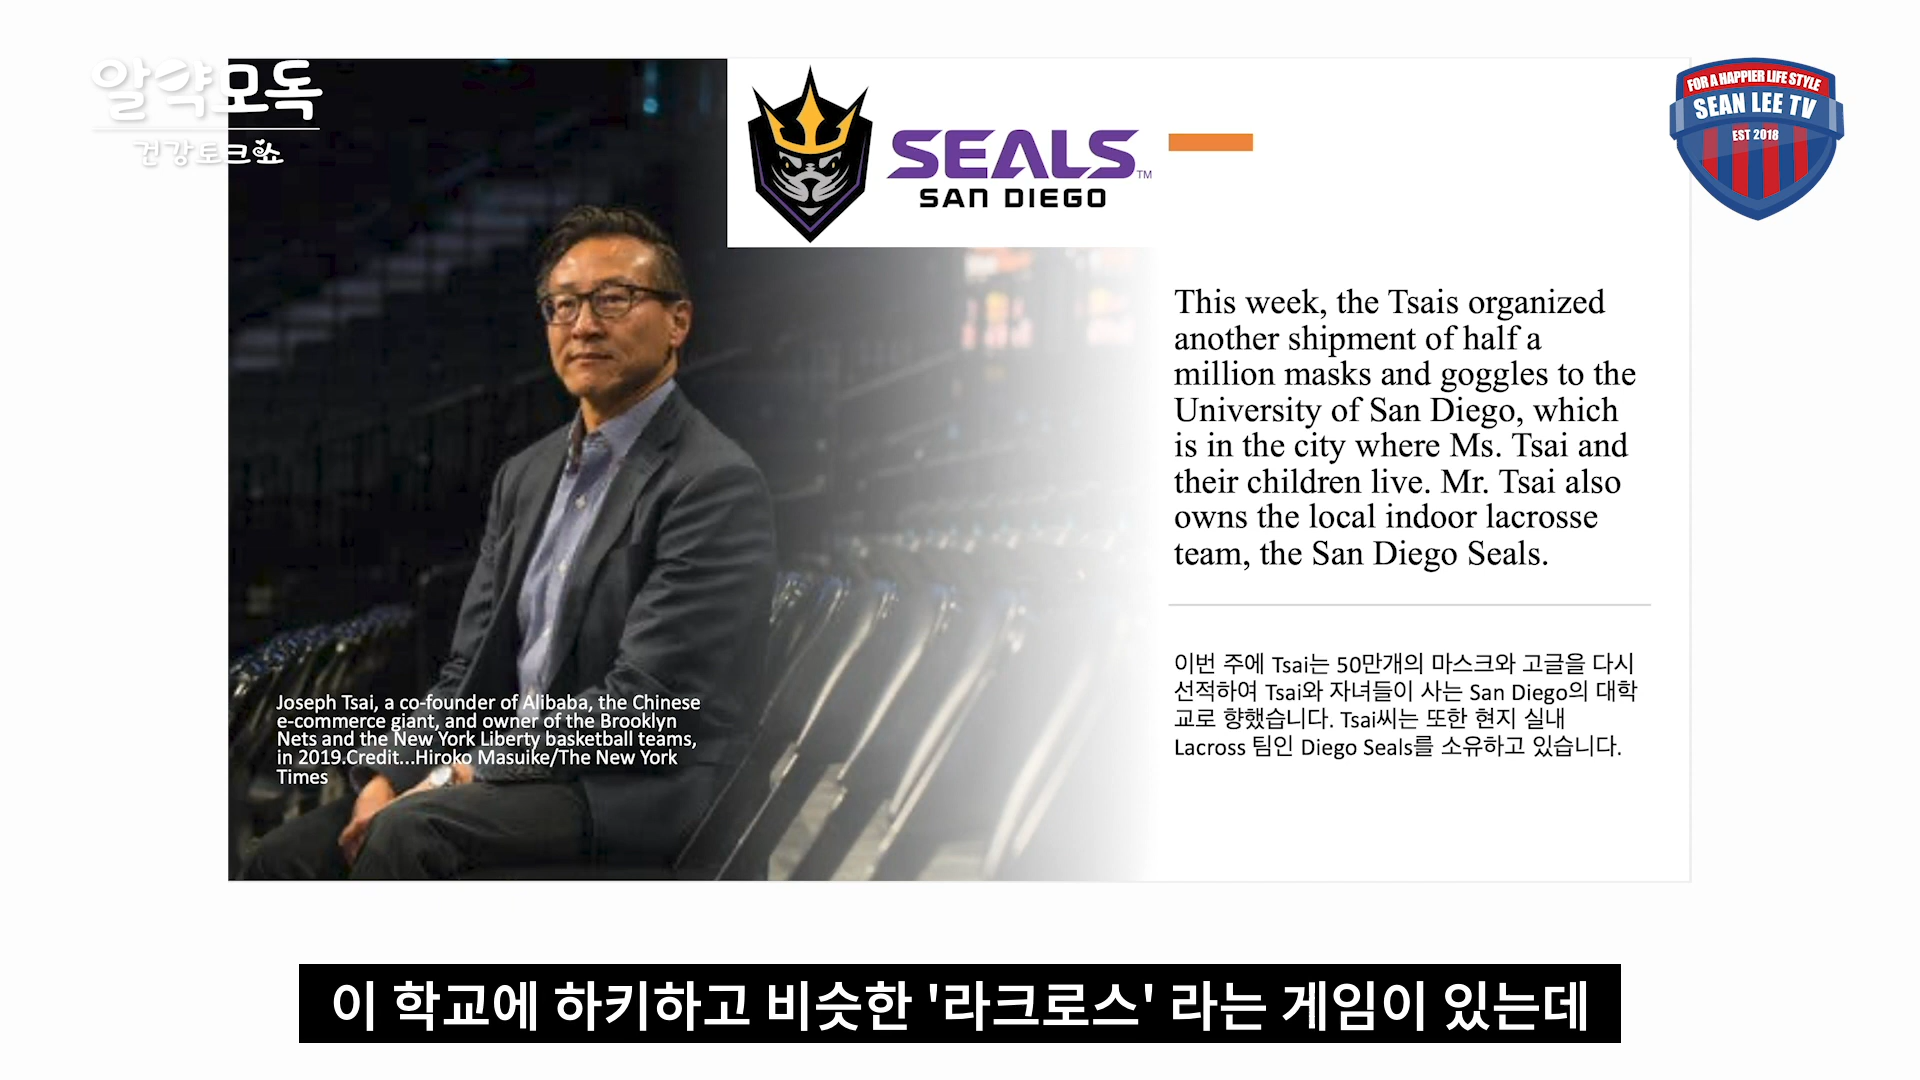 알약모독
건강토크쇼
SEALS™
SAN DIEGO
FOR A HAPPIER LIFE STYLE
SEAN LEE TV
EST 2018
This week, the Tsais organized
another shipment of half a
million masks and goggles to the
University of San Diego, which
is in the city where Ms. Tsai and
their children live. Mr. Tsai also
owns the local indoor lacrosse
team, the San Diego Seals.
이번 주에 Tsai는 50만개의 마스크와 고글을 다시
선적하여 Tsai와 자녀들이 사는 San Diego의 대학
교로 향했습니다. Tsai씨는 또한 현지 실내
Lacross 팀인 Diego Seals를 소유하고 있습니다.
Joseph Tsai, a co-founder of Alibaba, the Chinese
e-commerce giant, and owner of the Brooklyn
Nets and the New York Liberty basketball teams,
in 2019.Credit...Hiroko Masuike/The New York
Times
이 학교에 하키하고 비슷한 '라크로스' 라는 게임이 있는데